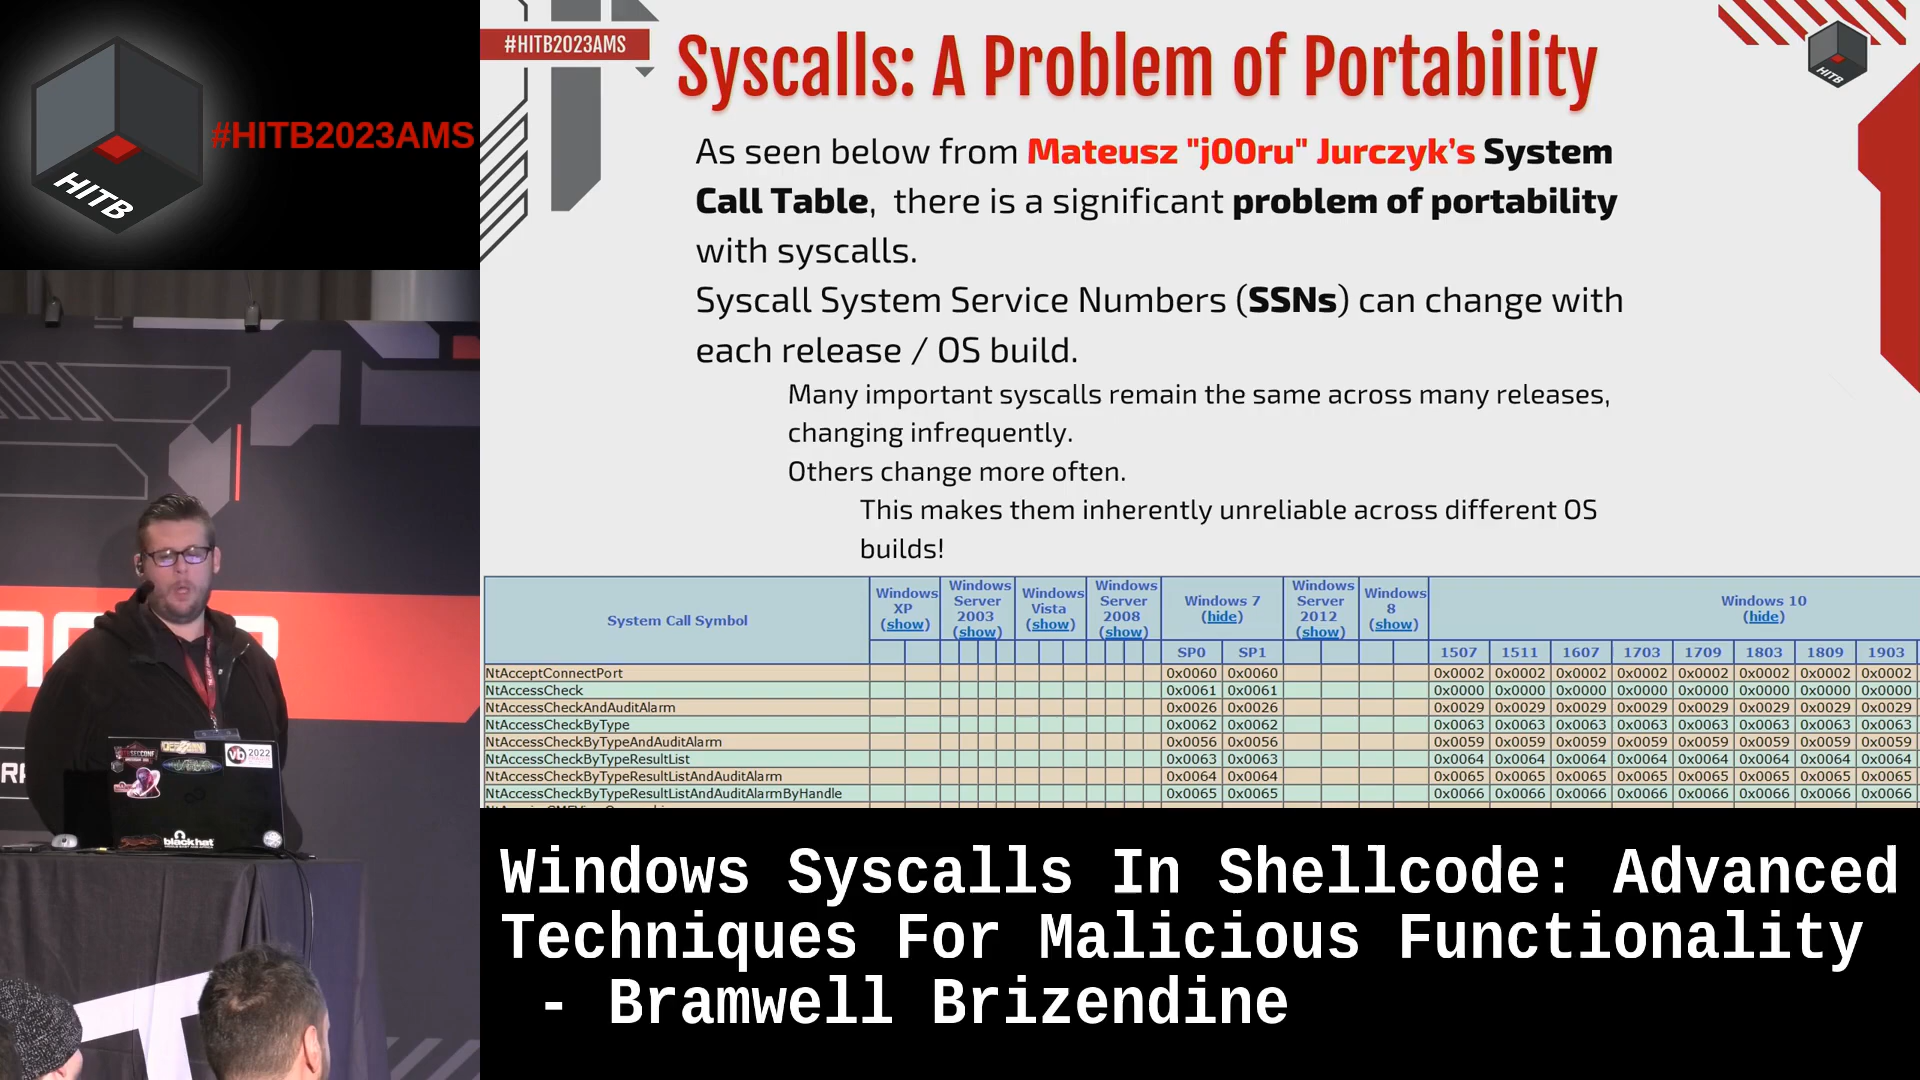 HITB
#HITB2023AMS
#HITB2023AMS
Syscalls: A Problem of Portability
HITB
As seen below from Mateusz "j00ru" Jurczyk's System
Call Table, there is a significant problem of portability
with syscalls.
Syscall System Service Numbers (SSNs) can change with
each release / OS build.
Many important syscalls remain the same across many releases,
changing infrequently.
Others change more often.
This makes them inherently unreliable across different OS
builds!
System Call Symbol
Windows XP (show)
Windows Server 2003 (show)
Windows Vista (show)
Windows Server 2008 (show)
Windows 7 (hide)
Windows Server 2012 (show)
Windows 8 (show)
Windows 10 (hide)
SP0 SP1 1507 1511 1607 1703 1709 1803 1809 1903
NtAcceptConnectPort 0x0060 0x0060 0x0002 0x0002 0x0002 0x0002 0x0002 0x0002 0x0002 0x0002
NtAccessCheck 0x0061 0x0061 0x0000 0x0000 0x0000 0x0000 0x0000 0x0000 0x0000 0x0000
NtAccessCheckAndAuditAlarm 0x0026 0x0026 0x0029 0x0029 0x0029 0x0029 0x0029 0x0029 0x0029 0x0029
NtAccessCheckByType 0x0062 0x0062 0x0063 0x0063 0x0063 0x0063 0x0063 0x0063 0x0063 0x0063
NtAccessCheckByTypeAndAuditAlarm 0x0056 0x0056 0x0059 0x0059 0x0059 0x0059 0x0059 0x0059 0x0059 0x0059
NtAccessCheckByTypeResultList 0x0063 0x0063 0x0064 0x0064 0x0064 0x0064 0x0064 0x0064 0x0064 0x0064
NtAccessCheckByTypeResultListAndAuditAlarm 0x0064 0x0064 0x0065 0x0065 0x0065 0x0065 0x0065 0x0065 0x0065 0x0065
NtAccessCheckByTypeResultListAndAuditAlarmByHandle 0x0065 0x0065 0x0066 0x0066 0x0066 0x0066 0x0066 0x0066 0x0066 0x0066
vb 2022
black hat
Windows Syscalls In Shellcode: Advanced
Techniques For Malicious Functionality
- Bramwell Brizendine